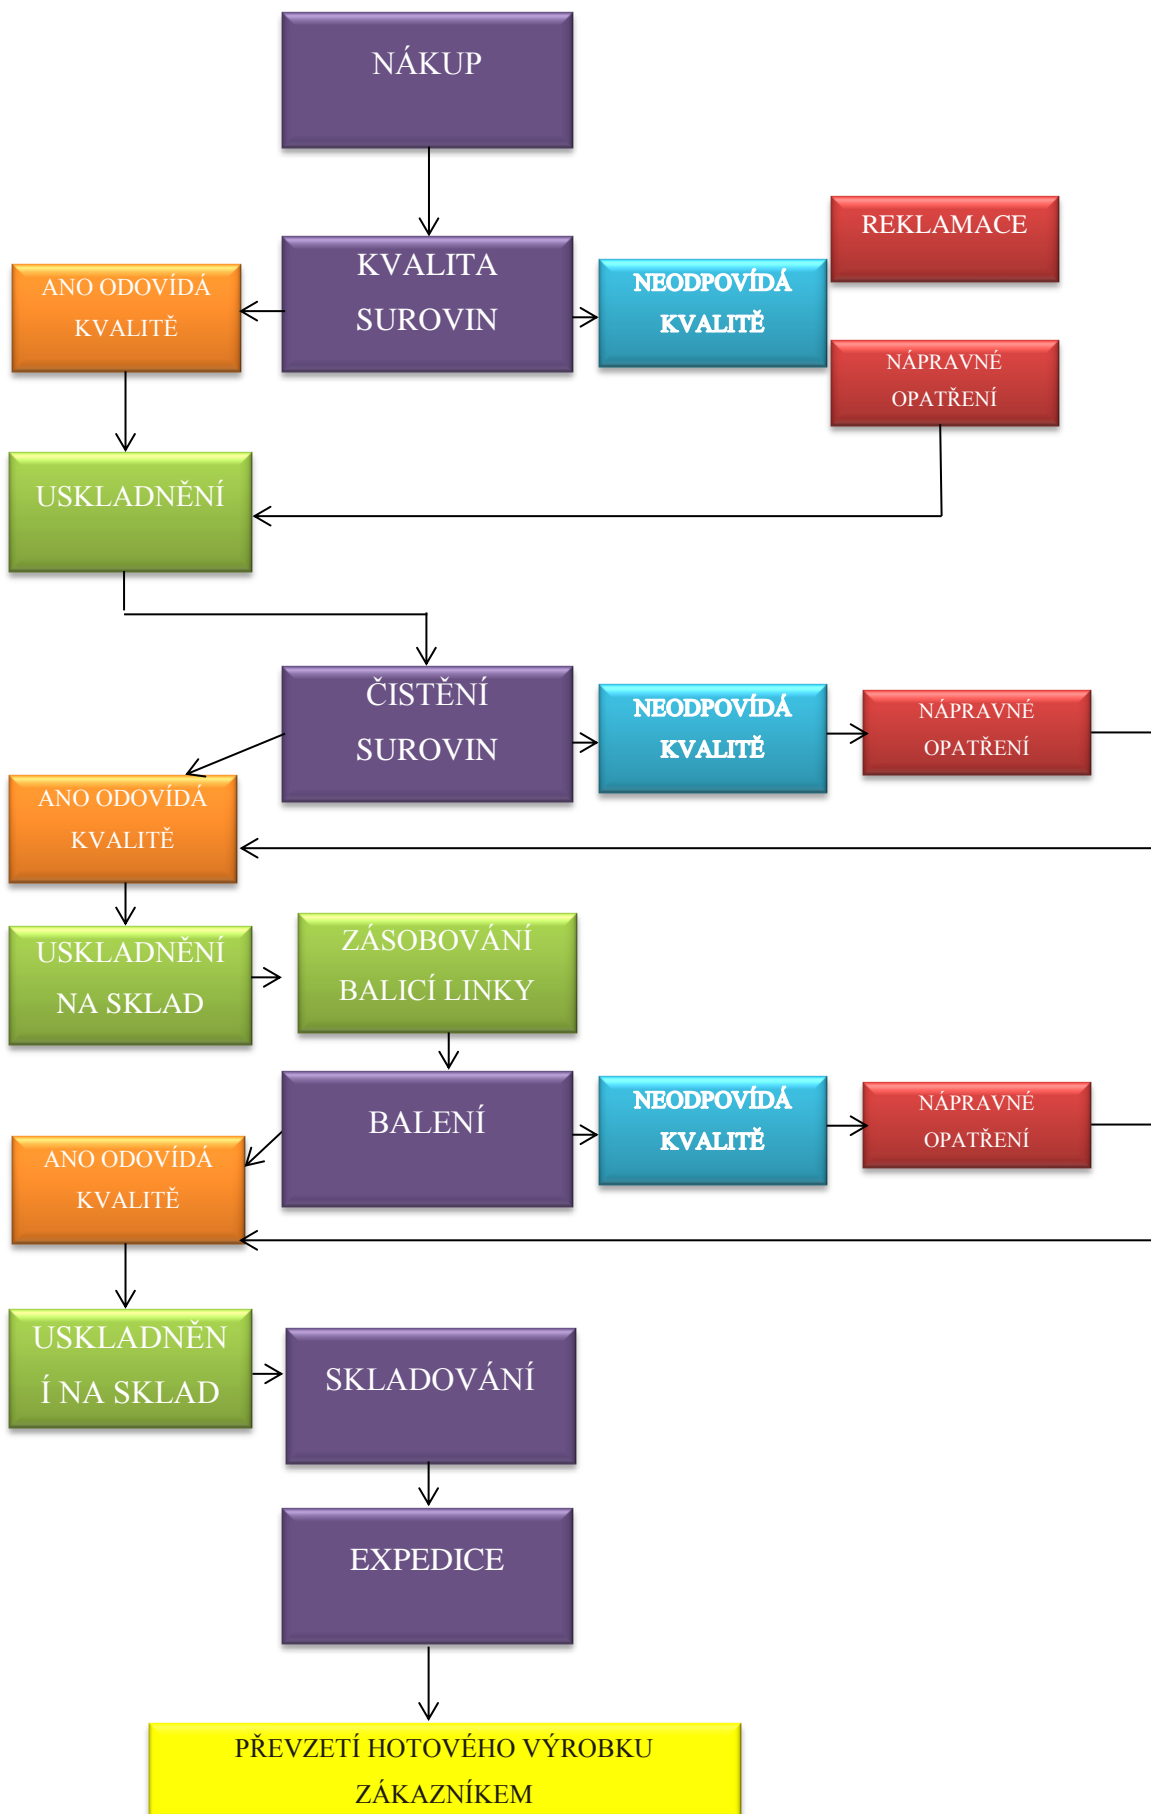 NÁKUP
REKLAMACE
KVALITA
SUROVIN
ANO ODOVÍDÁ
KVALITĚ
NEODPOVÍDÁ
KVALITĚ
NÁPRAVNÉ
OPATŘENÍ
USKLADNĚNÍ
ČISTĚNÍ
SUROVIN
NEODPOVÍDÁ
KVALITĚ
NÁPRAVNÉ
OPATŘENÍ
ANO ODOVÍDÁ
KVALITĚ
USKLADNĚNÍ
NA SKLAD
ZÁSOBOVÁNÍ
BALICÍ LINKY
BALENÍ
NEODPOVÍDÁ
KVALITĚ
NÁPRAVNÉ
OPATŘENÍ
ANO ODOVÍDÁ
KVALITĚ
USKLADNĚN
Í NA SKLAD
SKLADOVÁNÍ
EXPEDICE
PŘEVZETÍ HOTOVÉHO VÝROBKU
ZÁKAZNÍKEM